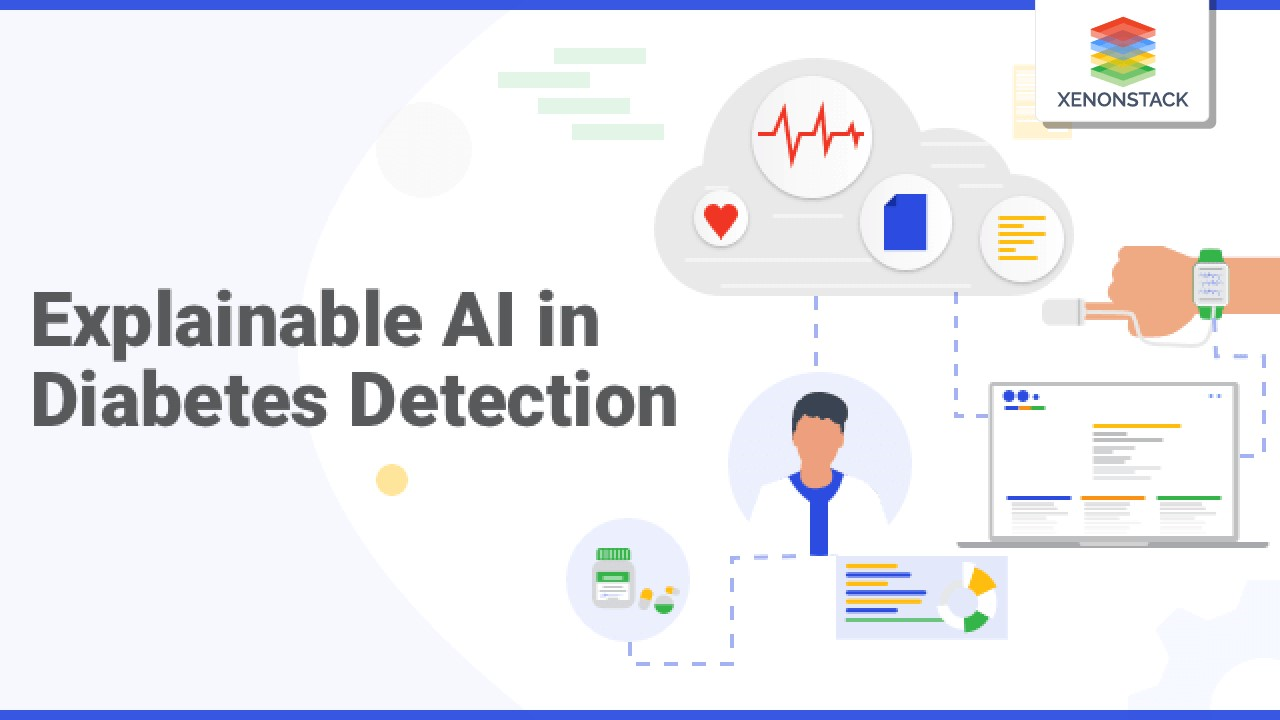 XENONSTACK
Explainable AI in
Diabetes Detection